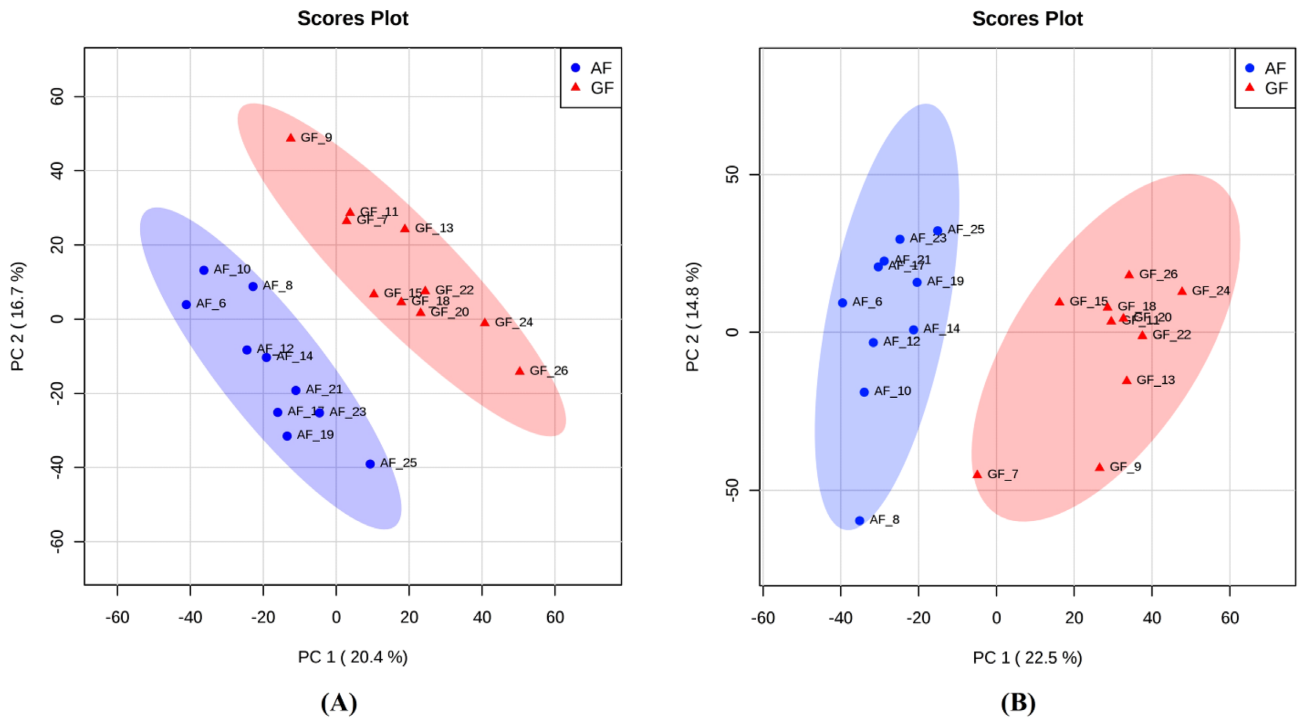 Scores Plot
AF
GF
60
40
20
0
-20
-40
-60
PC 2 ( 16.7 %)
GF_9
GF_11
GF_7
GF_13
AF_10
AF_8
AF_6
GF_15
GF_22
GF_18
GF_20
GF_24
AF_12
AF_14
GF_26
AF_21
AF_17
AF_23
AF_19
AF_25
-60 -40 -20 0 20 40 60
PC 1 ( 20.4 %)
(A)
Scores Plot
AF
GF
50
0
-50
PC 2 ( 14.8 %)
AF_25
AF_23
AF_21
AF_17
AF_19
AF_6
AF_14
AF_12
AF_10
AF_8
GF_26
GF_24
GF_15
GF_18
GF_20
GF_11
GF_22
GF_13
GF_9
GF_7
-60 -40 -20 0 20 40 60
PC 1 ( 22.5 %)
(B)